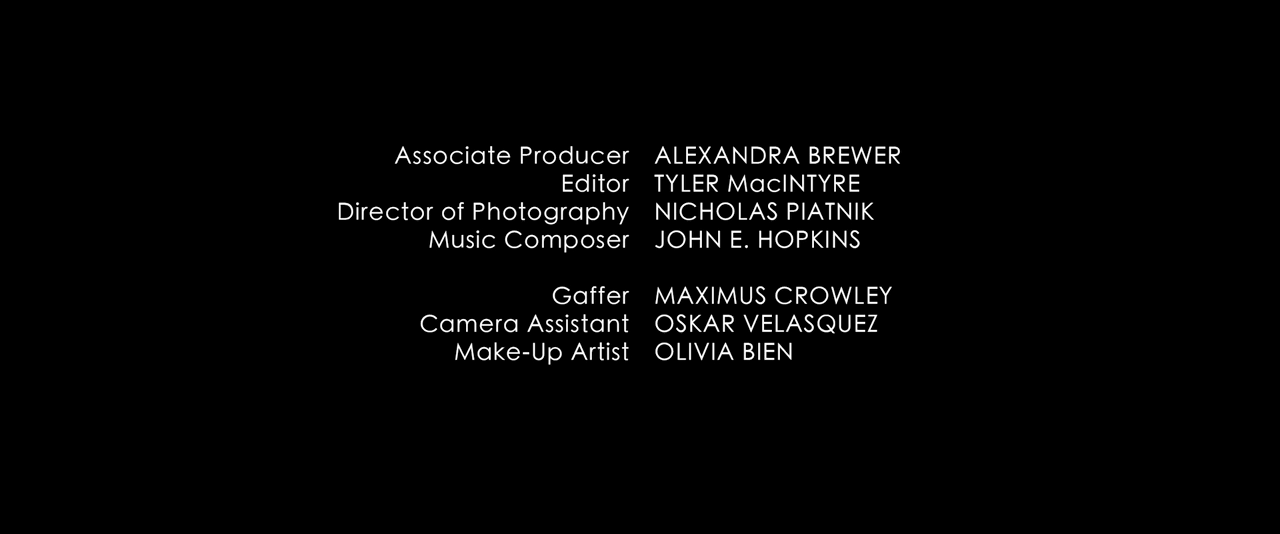 Associate Producer ALEXANDRA BREWER
Editor TYLER MacINTYRE
Director of Photography NICHOLAS PIATNIK
Music Composer JOHN E. HOPKINS
Gaffer MAXIMUS CROWLEY
Camera Assistant OSKAR VELASQUEZ
Make-Up Artist OLIVIA BIEN